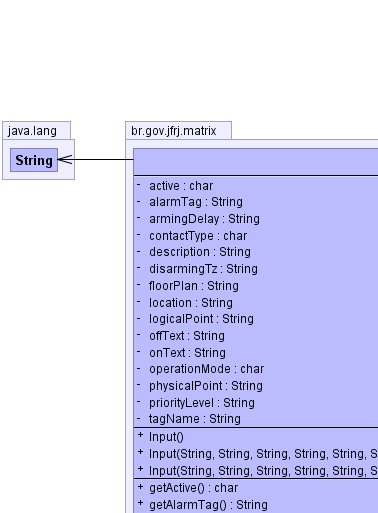 java.lang
br.gov.jfrj.matrix
String
- active : char
- alarmTag : String
- armingDelay : String
- contactType : char
- description : String
- disarmingTz : String
- floorPlan : String
- location : String
- logicalPoint : String
- offText : String
- onText : String
- operationMode : char
- physicalPoint : String
- priorityLevel : String
- tagName : String
+ Input()
+ Input(String, String, String, String, String, S
+ Input(String, String, String, String, String, S
+ getActive() : char
+ getAlarmTag() : String